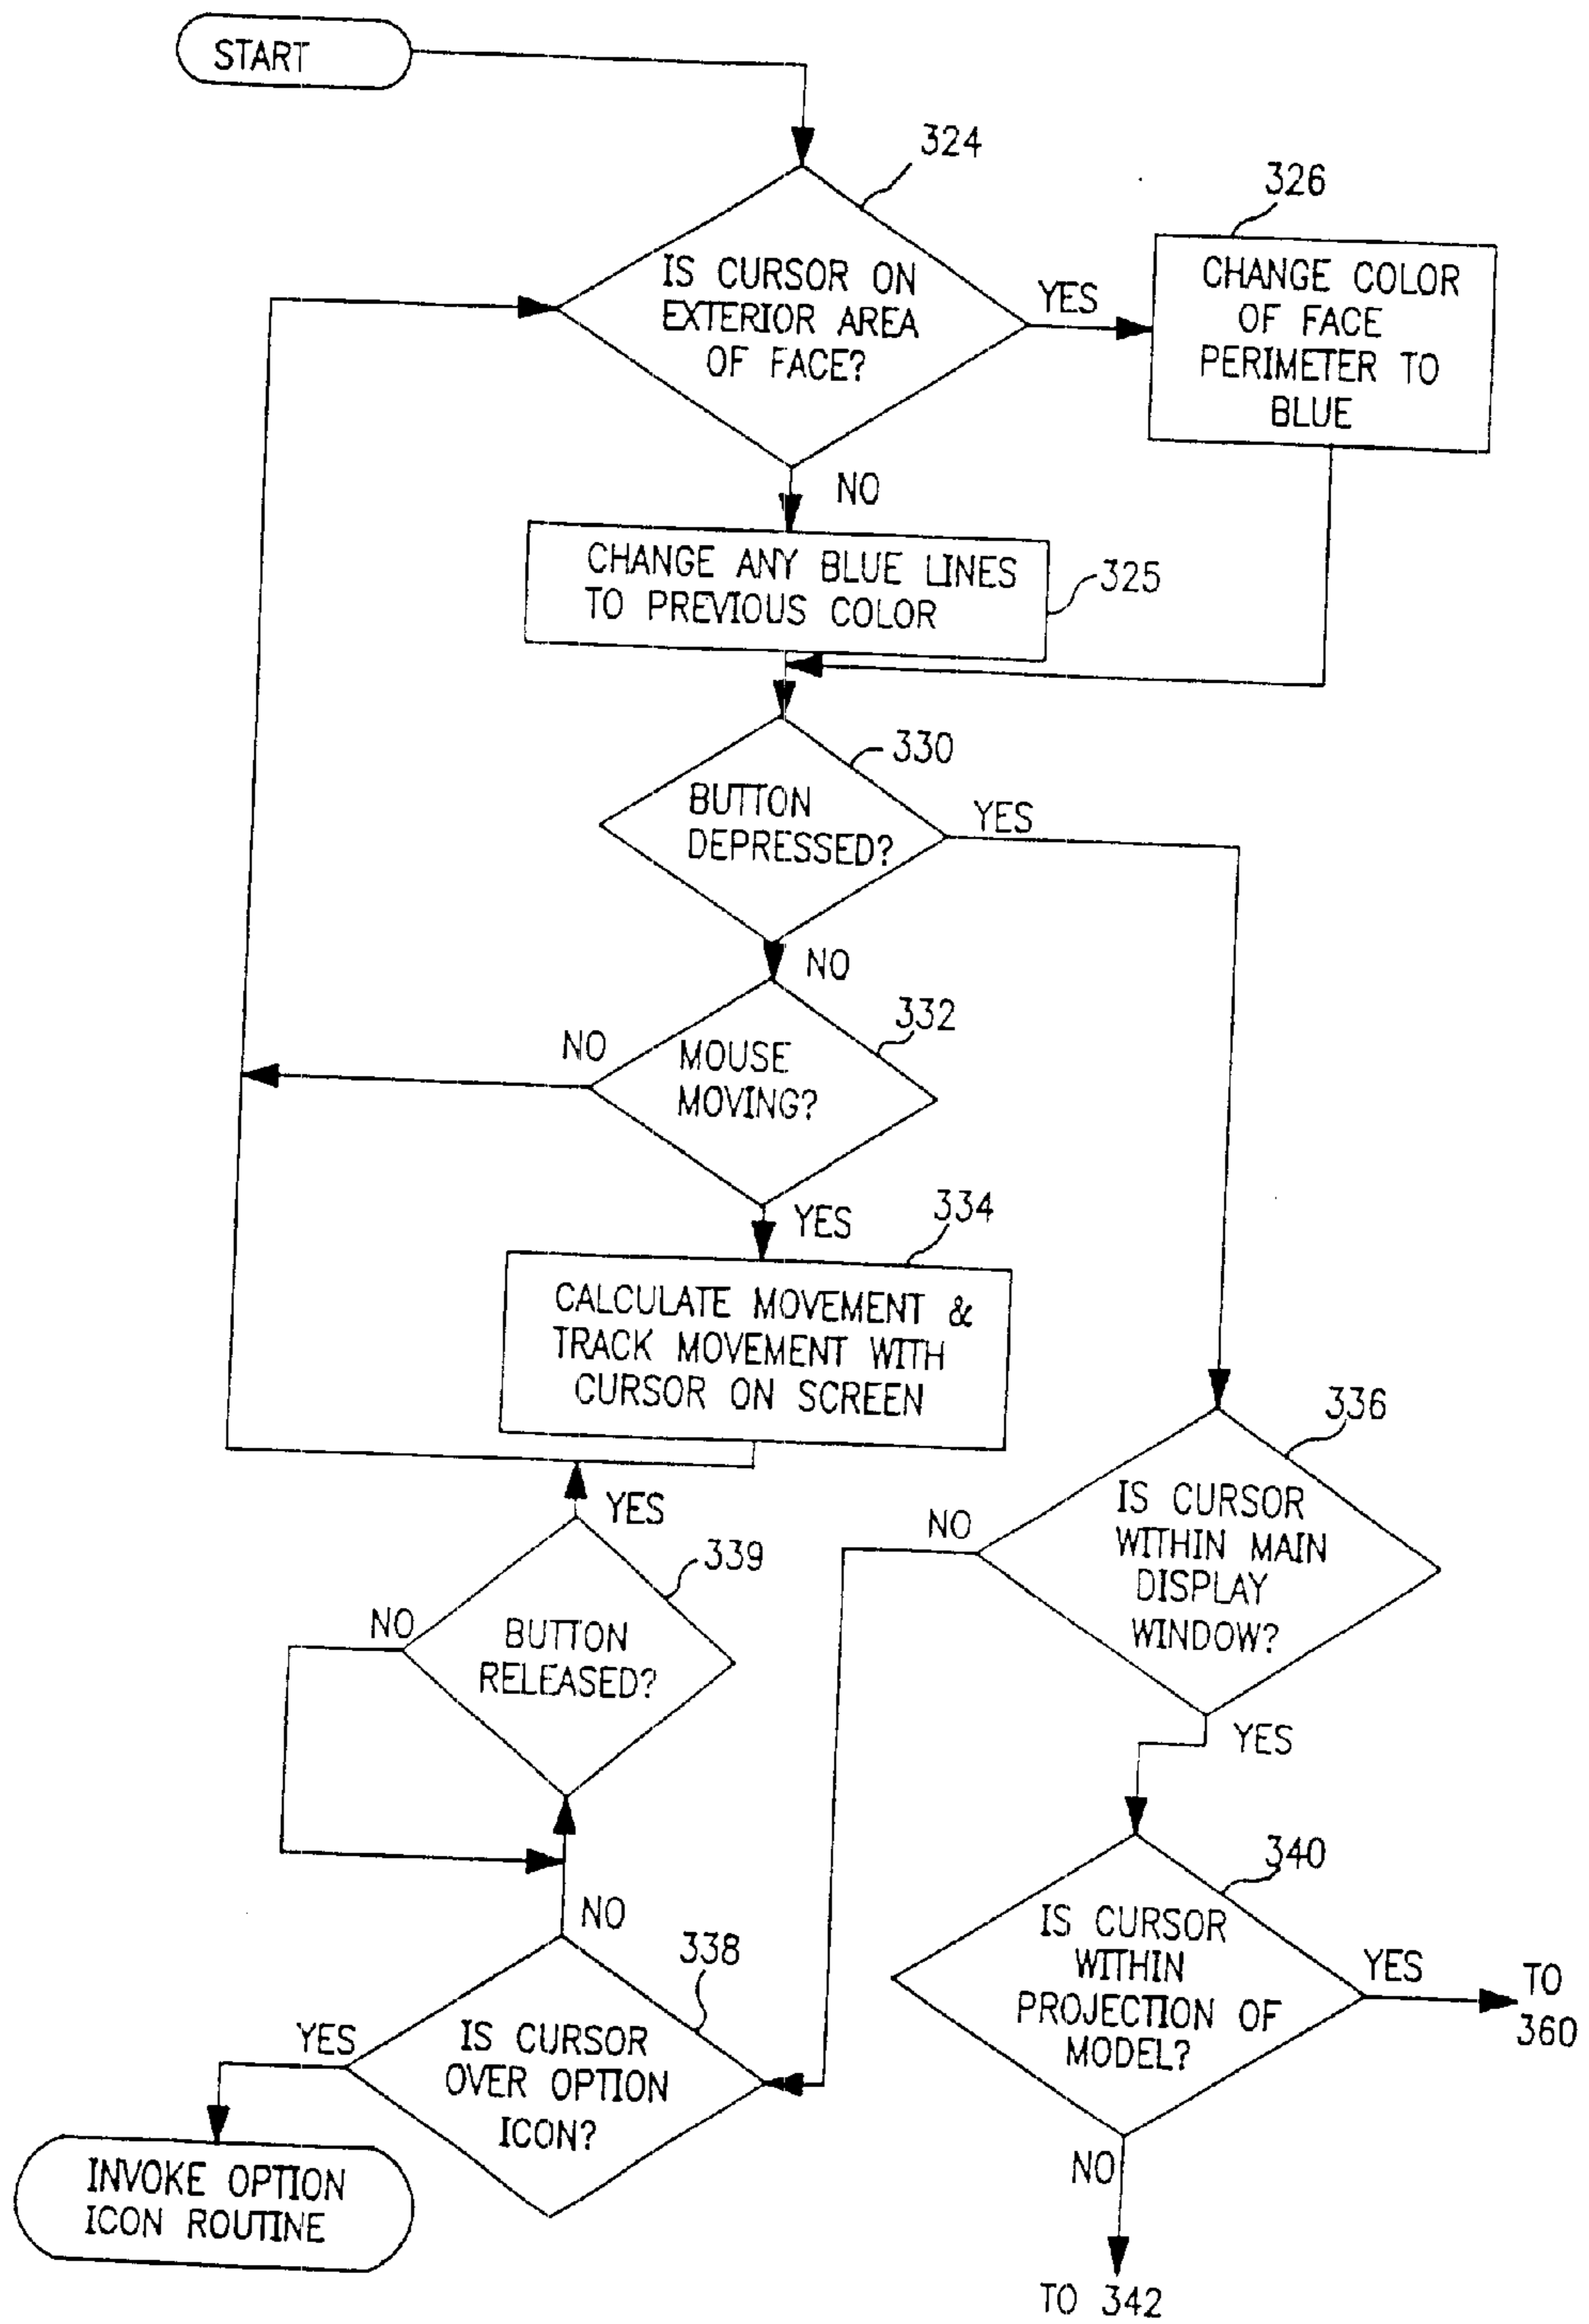 START
324
326
IS CURSOR ON
EXTERIOR AREA
OF FACE?
YES
CHANGE COLOR
OF FACE
PERIMETER TO
BLUE
NO
CHANGE ANY BLUE LINES
TO PREVIOUS COLOR
325
330
BUTTON
DEPRESSED?
YES
NO
332
NO
MOUSE
MOVING?
YES
334
CALCULATE MOVEMENT &
TRACK MOVEMENT WITH
CURSOR ON SCREEN
336
IS CURSOR
WITHIN MAIN
DISPLAY
WINDOW?
NO
YES
YES
339
NO
BUTTON
RELEASED?
340
IS CURSOR
WITHIN
PROJECTION OF
MODEL?
YES
TO
360
NO
TO 342
NO
338
IS CURSOR
OVER OPTION
ICON?
YES
INVOKE OPTION
ICON ROUTINE